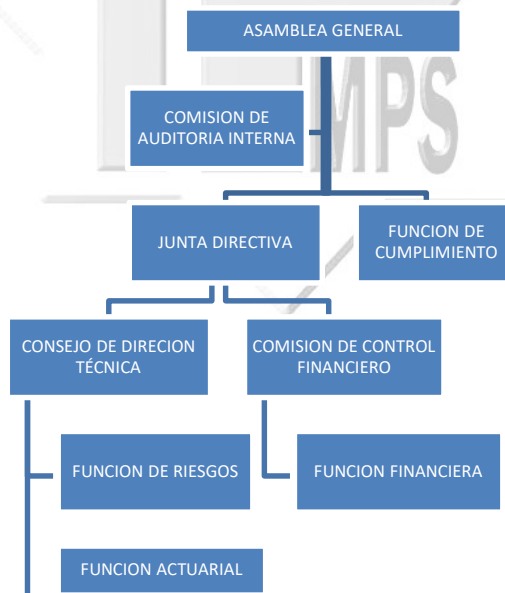 ASAMBLEA GENERAL
COMISION DE
AUDITORIA INTERNA
MPS
JUNTA DIRECTIVA
FUNCION DE
CUMPLIMIENTO
CONSEJO DE DIRECION
TÉCNICA
COMISION DE CONTROL
FINANCIERO
FUNCION DE RIESGOS
FUNCION FINANCIERA
FUNCION ACTUARIAL